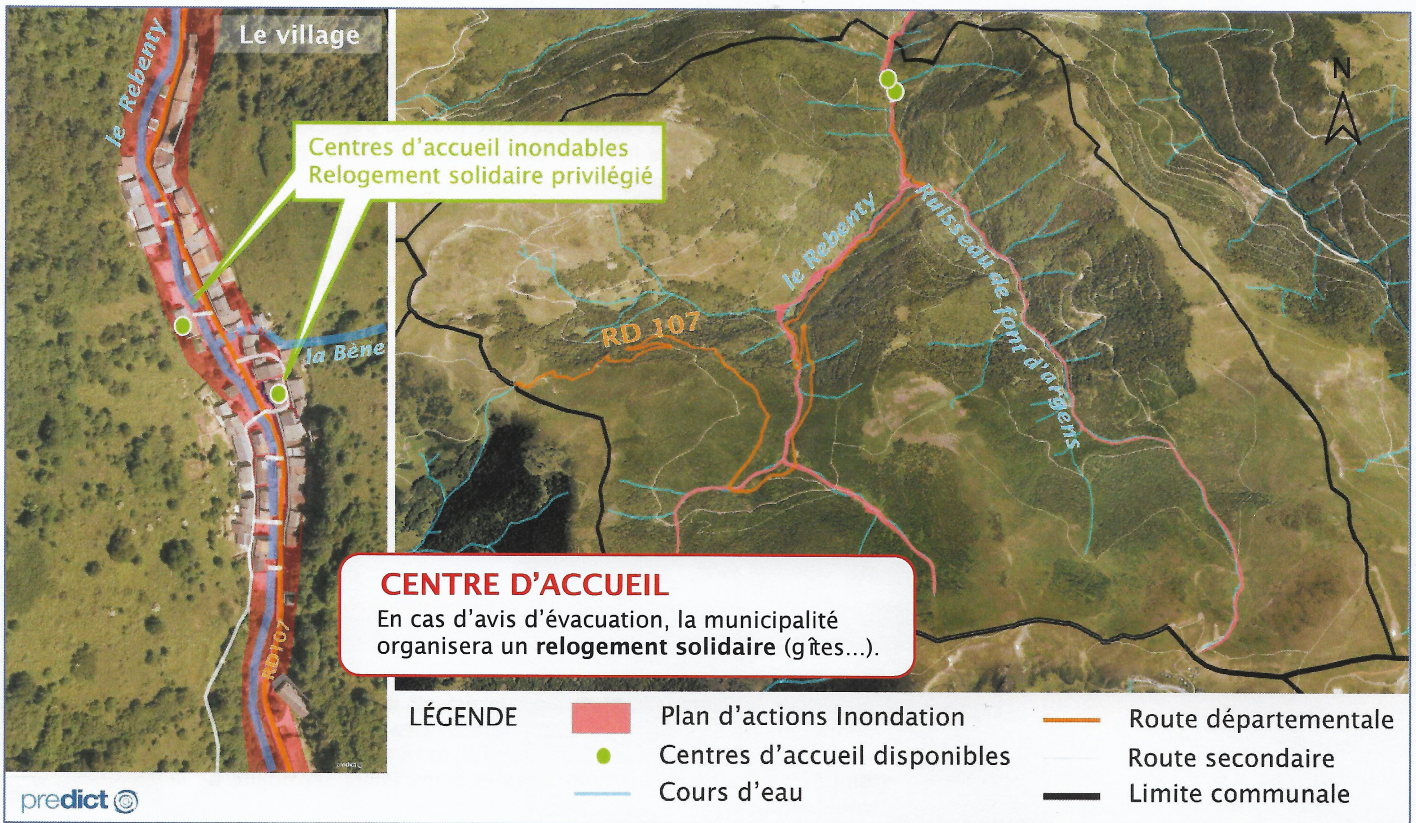 Le village
le Rebenty
Centres d'accueil inondables
Relogement solidaire privilégié
la Bène
RD107
N
le Rebenty
Ruisseau de font d'argens
RD 107
CENTRE D'ACCUEIL
En cas d'avis d'évacuation, la municipalité
organisera un relogement solidaire (gîtes...).
LÉGENDE
Plan d'actions Inondation
Centres d'accueil disponibles
Cours d'eau
Route départementale
Route secondaire
Limite communale
predict
predict